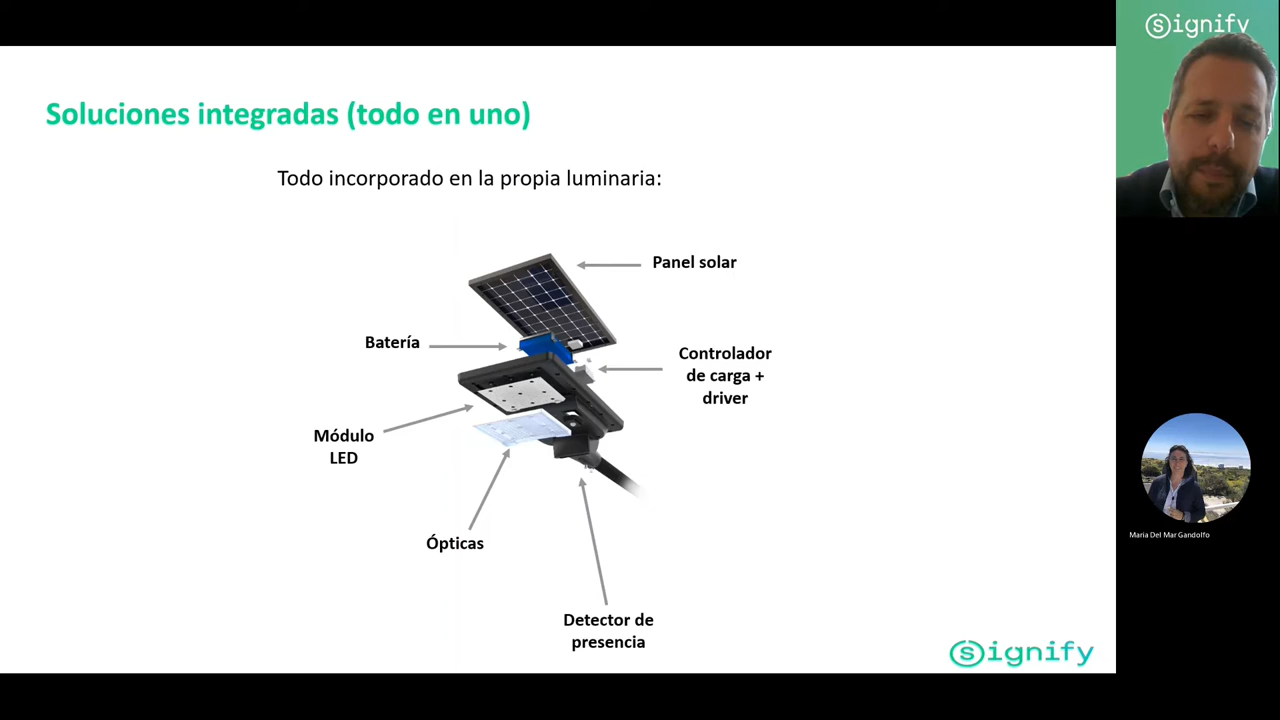 Soluciones integradas (todo en uno)
Todo incorporado en la propia luminaria:
Panel solar
Batería
Controlador
de carga +
driver
Módulo
LED
Ópticas
Detector de
presencia
signify
signify
Maria Del Mar Gandolfo